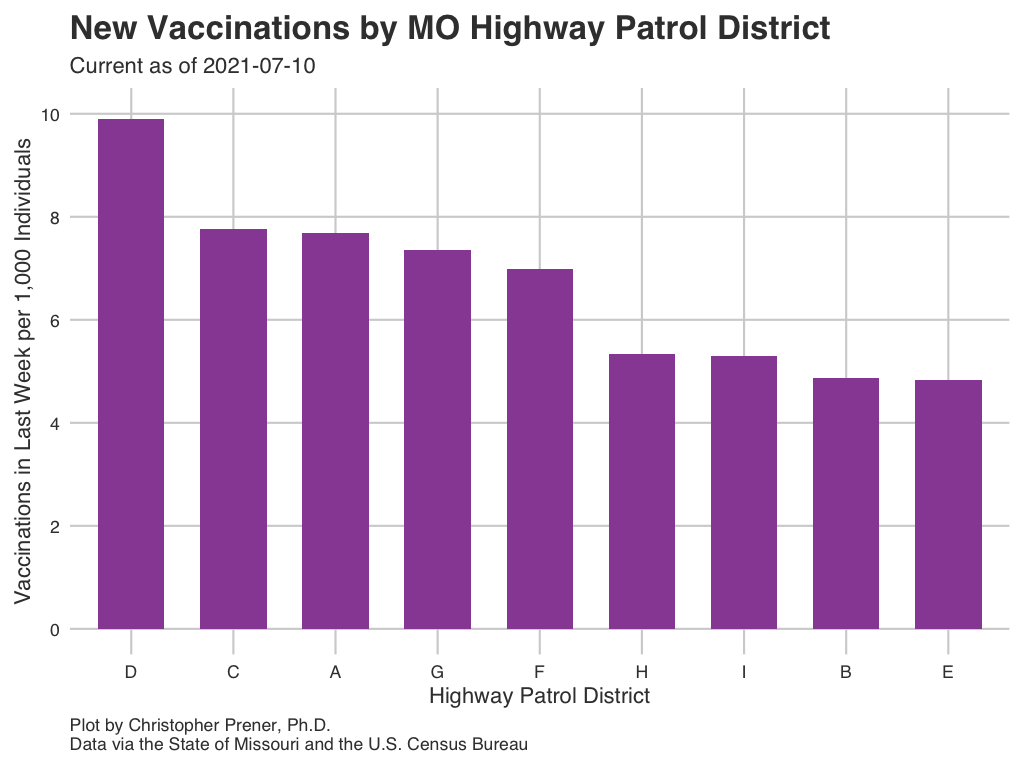 New Vaccinations by MO Highway Patrol District
Current as of 2021-07-10
Vaccinations in Last Week per 1,000 Individuals
10
8
6
4
2
0
D C A G F H I B E
Highway Patrol District
Plot by Christopher Prener, Ph.D.
Data via the State of Missouri and the U.S. Census Bureau